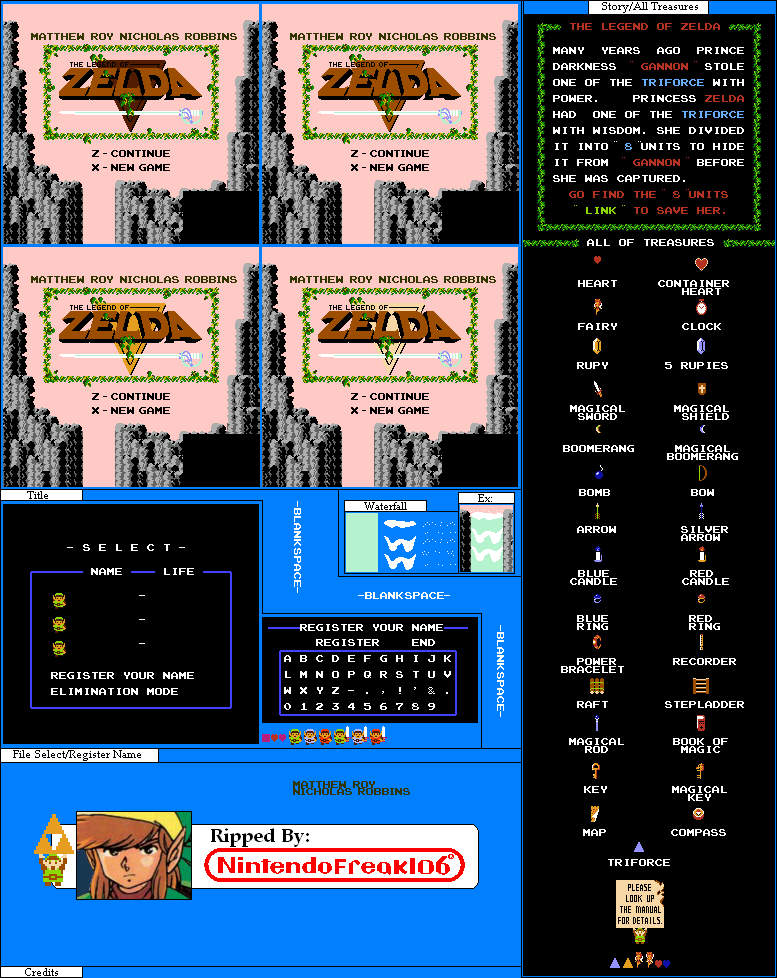 MATTHEW ROY NICHOLAS ROBBINS
THE LEGEND OF
ZELDA
Z - CONTINUE
X - NEW GAME
MATTHEW ROY NICHOLAS ROBBINS
THE LEGEND OF
ZELDA
Z - CONTINUE
X - NEW GAME
MATTHEW ROY NICHOLAS ROBBINS
THE LEGEND OF
ZELDA
Z - CONTINUE
X - NEW GAME
MATTHEW ROY NICHOLAS ROBBINS
THE LEGEND OF
ZELDA
Z - CONTINUE
X - NEW GAME
Title
- S E L E C T -
NAME LIFE
-
-
-
REGISTER YOUR NAME
ELIMINATION MODE
-BLANKSPACE-
Waterfall
Ex:
-BLANKSPACE-
REGISTER YOUR NAME
REGISTER END
A B C D E F G H I J K
L M N O P Q R S T U V
W X Y Z - . , ! ' & .
0 1 2 3 4 5 6 7 8 9
-BLANKSPACE-
File Select/Register Name
MATTHEW ROY
NICHOLAS ROBBINS
Ripped By:
NintendoFreak106
Credits
Story/All Treasures
THE LEGEND OF ZELDA
MANY YEARS AGO PRINCE
DARKNESS " GANNON " STOLE
ONE OF THE TRIFORCE WITH
POWER. PRINCESS ZELDA
HAD ONE OF THE TRIFORCE
WITH WISDOM. SHE DIVIDED
IT INTO " 8 " UNITS TO HIDE
IT FROM " GANNON " BEFORE
SHE WAS CAPTURED.
GO FIND THE " 8 " UNITS
" LINK " TO SAVE HER.
ALL OF TREASURES
HEART CONTAINER
HEART
FAIRY CLOCK
RUPY 5 RUPIES
MAGICAL MAGICAL
SWORD SHIELD
BOOMERANG MAGICAL
BOOMERANG
BOMB BOW
ARROW SILVER
ARROW
BLUE RED
CANDLE CANDLE
BLUE RED
RING RING
POWER RECORDER
BRACELET
RAFT STEPLADDER
MAGICAL BOOK OF
ROD MAGIC
KEY MAGICAL
KEY
MAP COMPASS
TRIFORCE
PLEASE
LOOK UP
THE MANUAL
FOR DETAILS.